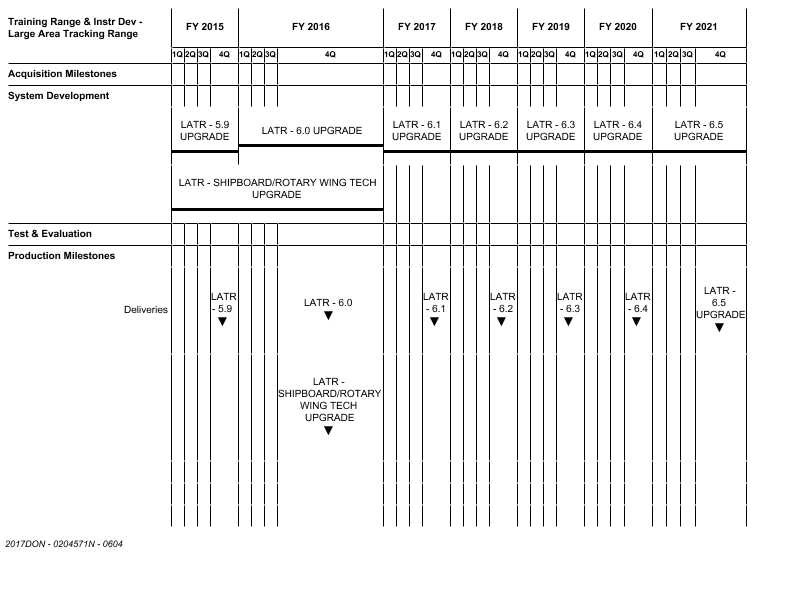 Training Range & Instr Dev -
Large Area Tracking Range
FY 2015 FY 2016 FY 2017 FY 2018 FY 2019 FY 2020 FY 2021
1Q 2Q 3Q 4Q 1Q 2Q 3Q 4Q 1Q 2Q 3Q 4Q 1Q 2Q 3Q 4Q 1Q 2Q 3Q 4Q 1Q 2Q 3Q 4Q 1Q 2Q 3Q 4Q
Acquisition Milestones
System Development
LATR - 5.9
UPGRADE
LATR - 6.0 UPGRADE
LATR - 6.1
UPGRADE
LATR - 6.2
UPGRADE
LATR - 6.3
UPGRADE
LATR - 6.4
UPGRADE
LATR - 6.5
UPGRADE
LATR - SHIPBOARD/ROTARY WING TECH
UPGRADE
Test & Evaluation
Production Milestones
Deliveries
LATR
- 5.9
LATR - 6.0
LATR
- 6.1
LATR
- 6.2
LATR
- 6.3
LATR
- 6.4
LATR -
6.5
UPGRADE
LATR -
SHIPBOARD/ROTARY
WING TECH
UPGRADE
2017DON - 0204571N - 0604